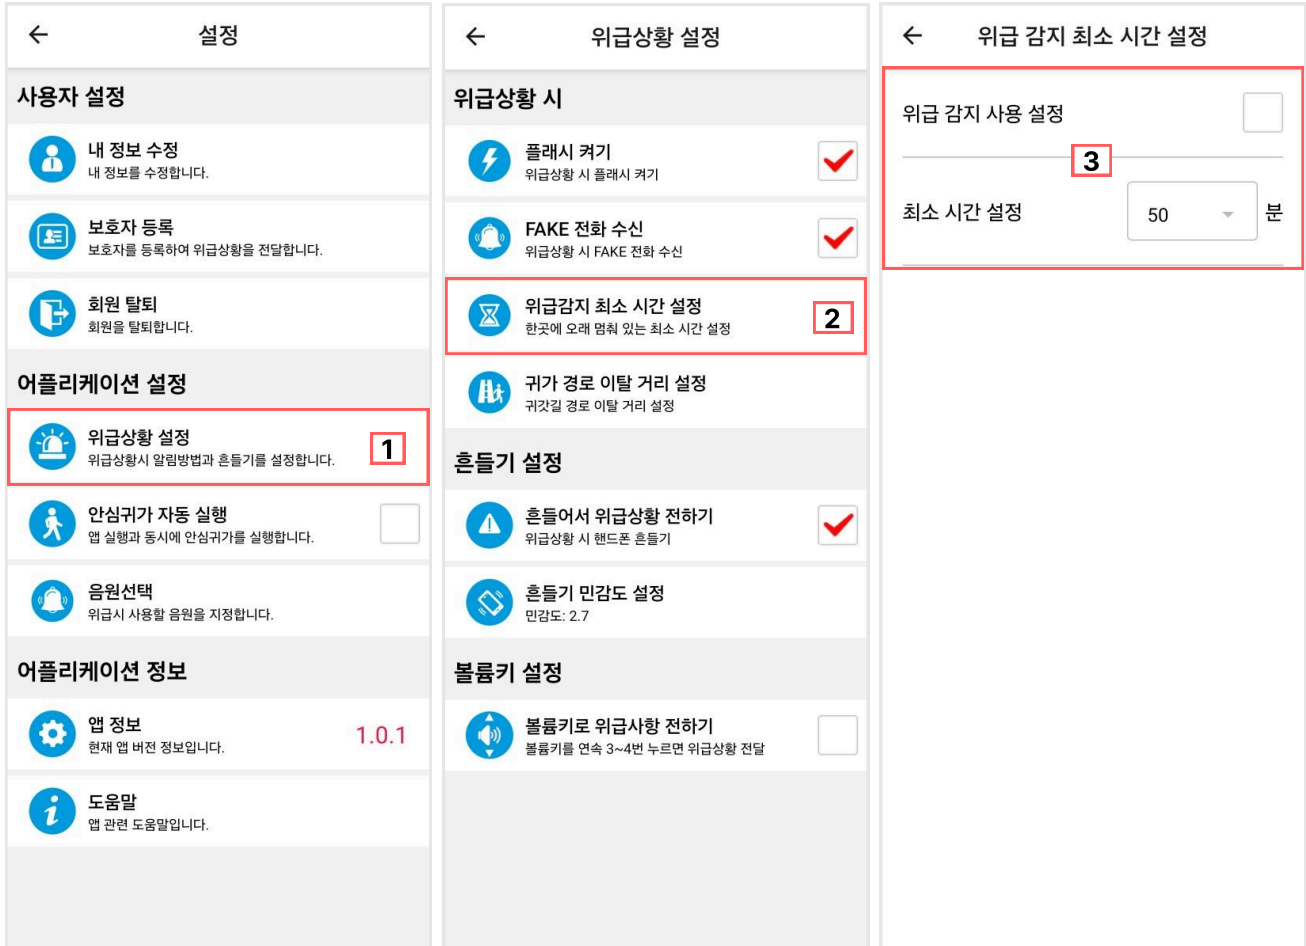 설정
사용자 설정
내 정보 수정
내 정보를 수정합니다.
보호자 등록
보호자를 등록하여 위급상황을 전달합니다.
회원 탈퇴
회원을 탈퇴합니다.
어플리케이션 설정
위급상황 설정
위급상황시 알림방법과 흔들기를 설정합니다.
1
안심귀가 자동 실행
앱 실행과 동시에 안심귀가를 실행합니다.
음원선택
위급시 사용할 음원을 지정합니다.
어플리케이션 정보
앱 정보
현재 앱 버전 정보입니다.
1.0.1
도움말
앱 관련 도움말입니다.
위급상황 설정
위급상황 시
플래시 켜기
위급상황 시 플래시 켜기
FAKE 전화 수신
위급상황 시 FAKE 전화 수신
위급감지 최소 시간 설정
한곳에 오래 멈춰 있는 최소 시간 설정
2
귀가 경로 이탈 거리 설정
귀갓길 경로 이탈 거리 설정
흔들기 설정
흔들어서 위급상황 전하기
위급상황 시 핸드폰 흔들기
흔들기 민감도 설정
민감도: 2.7
볼륨키 설정
볼륨키로 위급사항 전하기
볼륨키를 연속 3~4번 누르면 위급상황 전달
위급 감지 최소 시간 설정
위급 감지 사용 설정
3
최소 시간 설정 50 분